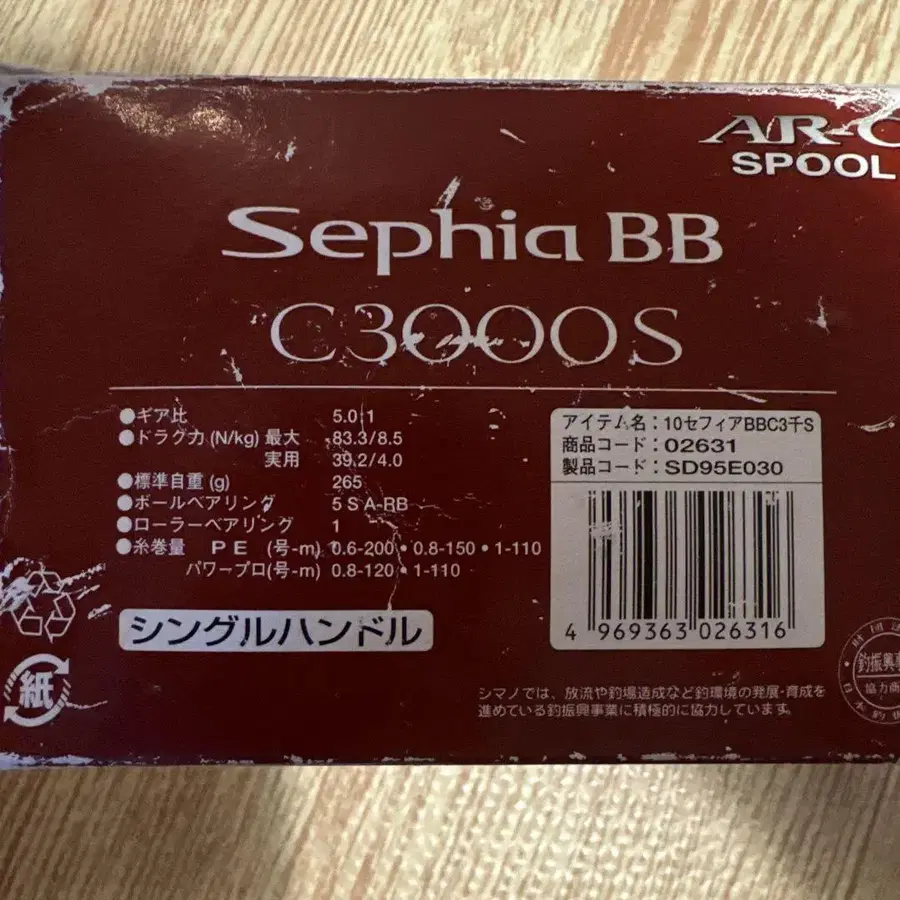 AR-C
SPOOL
Sephia BB
C3000S
●ギア比 5.0:1
●ドラグ力 (N/kg) 最大 83.3/8.5
実用 39.2/4.0
●標準自重 (g) 265
●ボールベアリング 5 S A-RB
●ローラーベアリング 1
●糸巻量 PE (号-m) 0.6-200・0.8-150・1-110
パワープロ(号-m) 0.8-120・1-110
シングルハンドル
アイテム名：10セフィアBBC3千S
商品コード：02631
製品コード：SD95E030
4 969363 026316
シマノでは、放流や釣場造成など釣環境の発展・育成を
進めている釣振興事業に積極的に協力しています。
紙
釣振興
協力